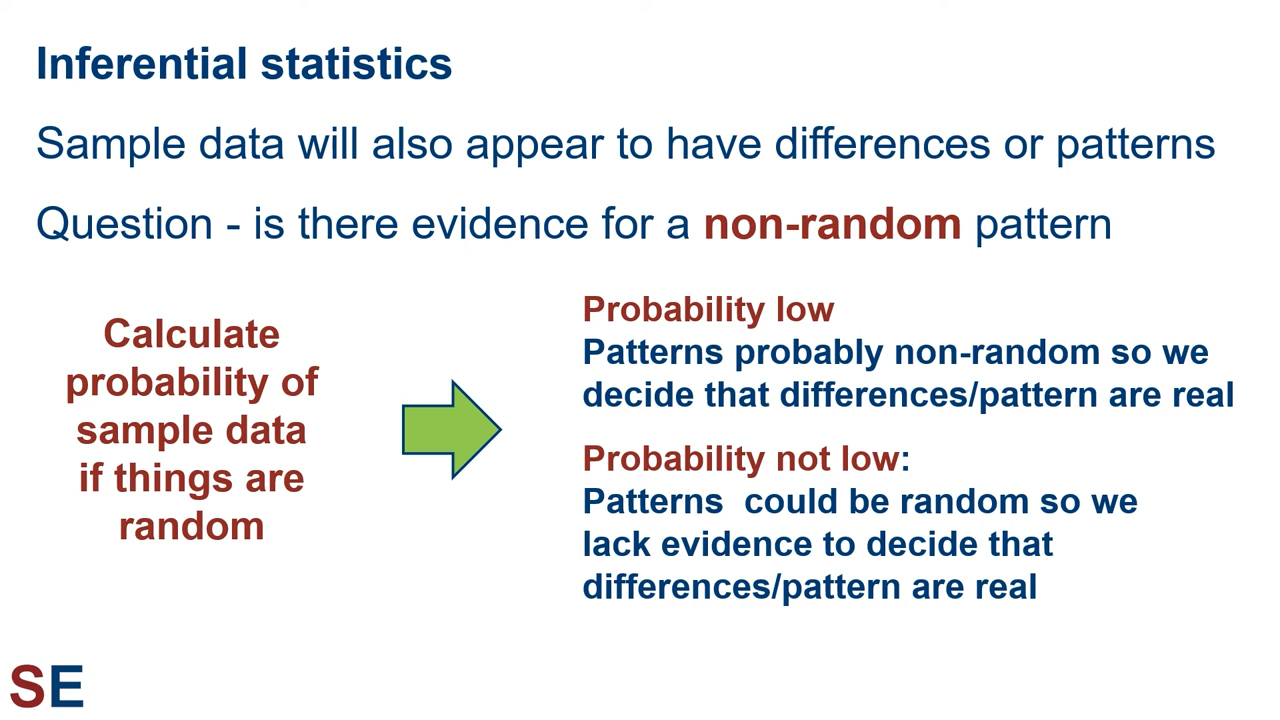 Inferential statistics
Sample data will also appear to have differences or patterns
Question - is there evidence for a non-random pattern
Calculate
probability of
sample data
if things are
random
Probability low
Patterns probably non-random so we
decide that differences/pattern are real
Probability not low:
Patterns  could be random so we
lack evidence to decide that
differences/pattern are real
SE